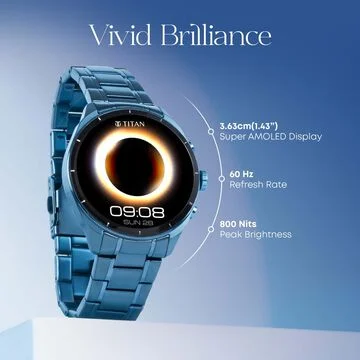 Vivid Brilliance
3.63cm(1.43")
Super AMOLED Display
TITAN
60 Hz
Refresh Rate
09:08
SUN 28
800 Nits
Peak Brightness